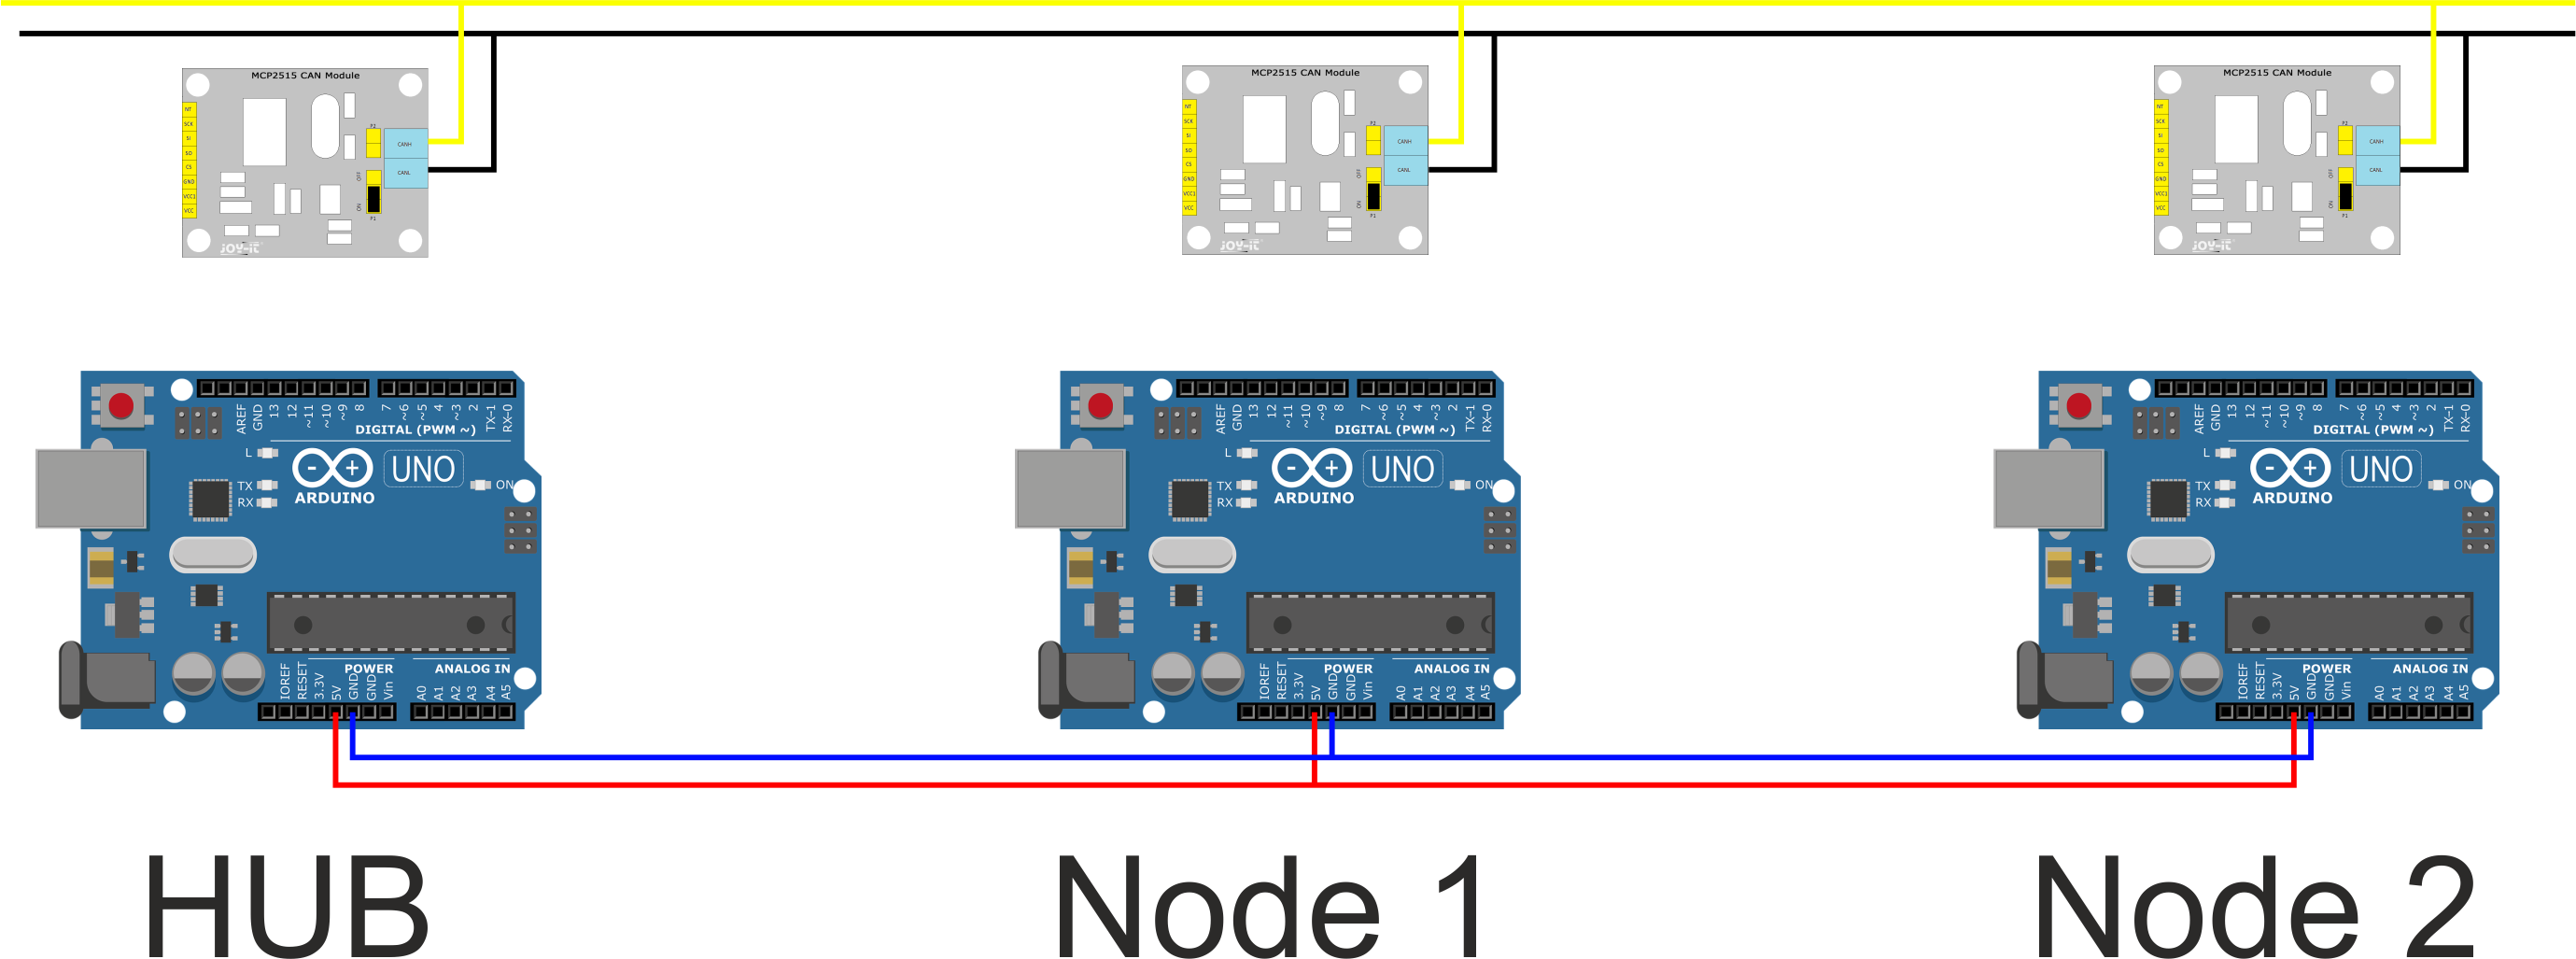 MCP2515 CAN Module
NT
SCK
SI
SO
CS
GND
VCC1
VCC
P2
CANH
CANL
OFF
ON
P1
JOY-iT
MCP2515 CAN Module
NT
SCK
SI
SO
CS
GND
VCC1
VCC
P2
CANH
CANL
OFF
ON
P1
JOY-iT
MCP2515 CAN Module
NT
SCK
SI
SO
CS
GND
VCC1
VCC
P2
CANH
CANL
OFF
ON
P1
JOY-iT
AREF GND 13 12 ~11 ~10 ~9 8 7 ~6 ~5 4 ~3 2 TX-1 RX-0
DIGITAL (PWM ~)
L
UNO
TX
RX
ARDUINO
ON
POWER
ANALOG IN
IOREF RESET 3.3V 5V GND GND Vin A0 A1 A2 A3 A4 A5
AREF GND 13 12 ~11 ~10 ~9 8 7 ~6 ~5 4 ~3 2 TX-1 RX-0
DIGITAL (PWM ~)
L
UNO
TX
RX
ARDUINO
ON
POWER
ANALOG IN
IOREF RESET 3.3V 5V GND GND Vin A0 A1 A2 A3 A4 A5
AREF GND 13 12 ~11 ~10 ~9 8 7 ~6 ~5 4 ~3 2 TX-1 RX-0
DIGITAL (PWM ~)
L
UNO
TX
RX
ARDUINO
ON
POWER
ANALOG IN
IOREF RESET 3.3V 5V GND GND Vin A0 A1 A2 A3 A4 A5
HUB
Node 1
Node 2